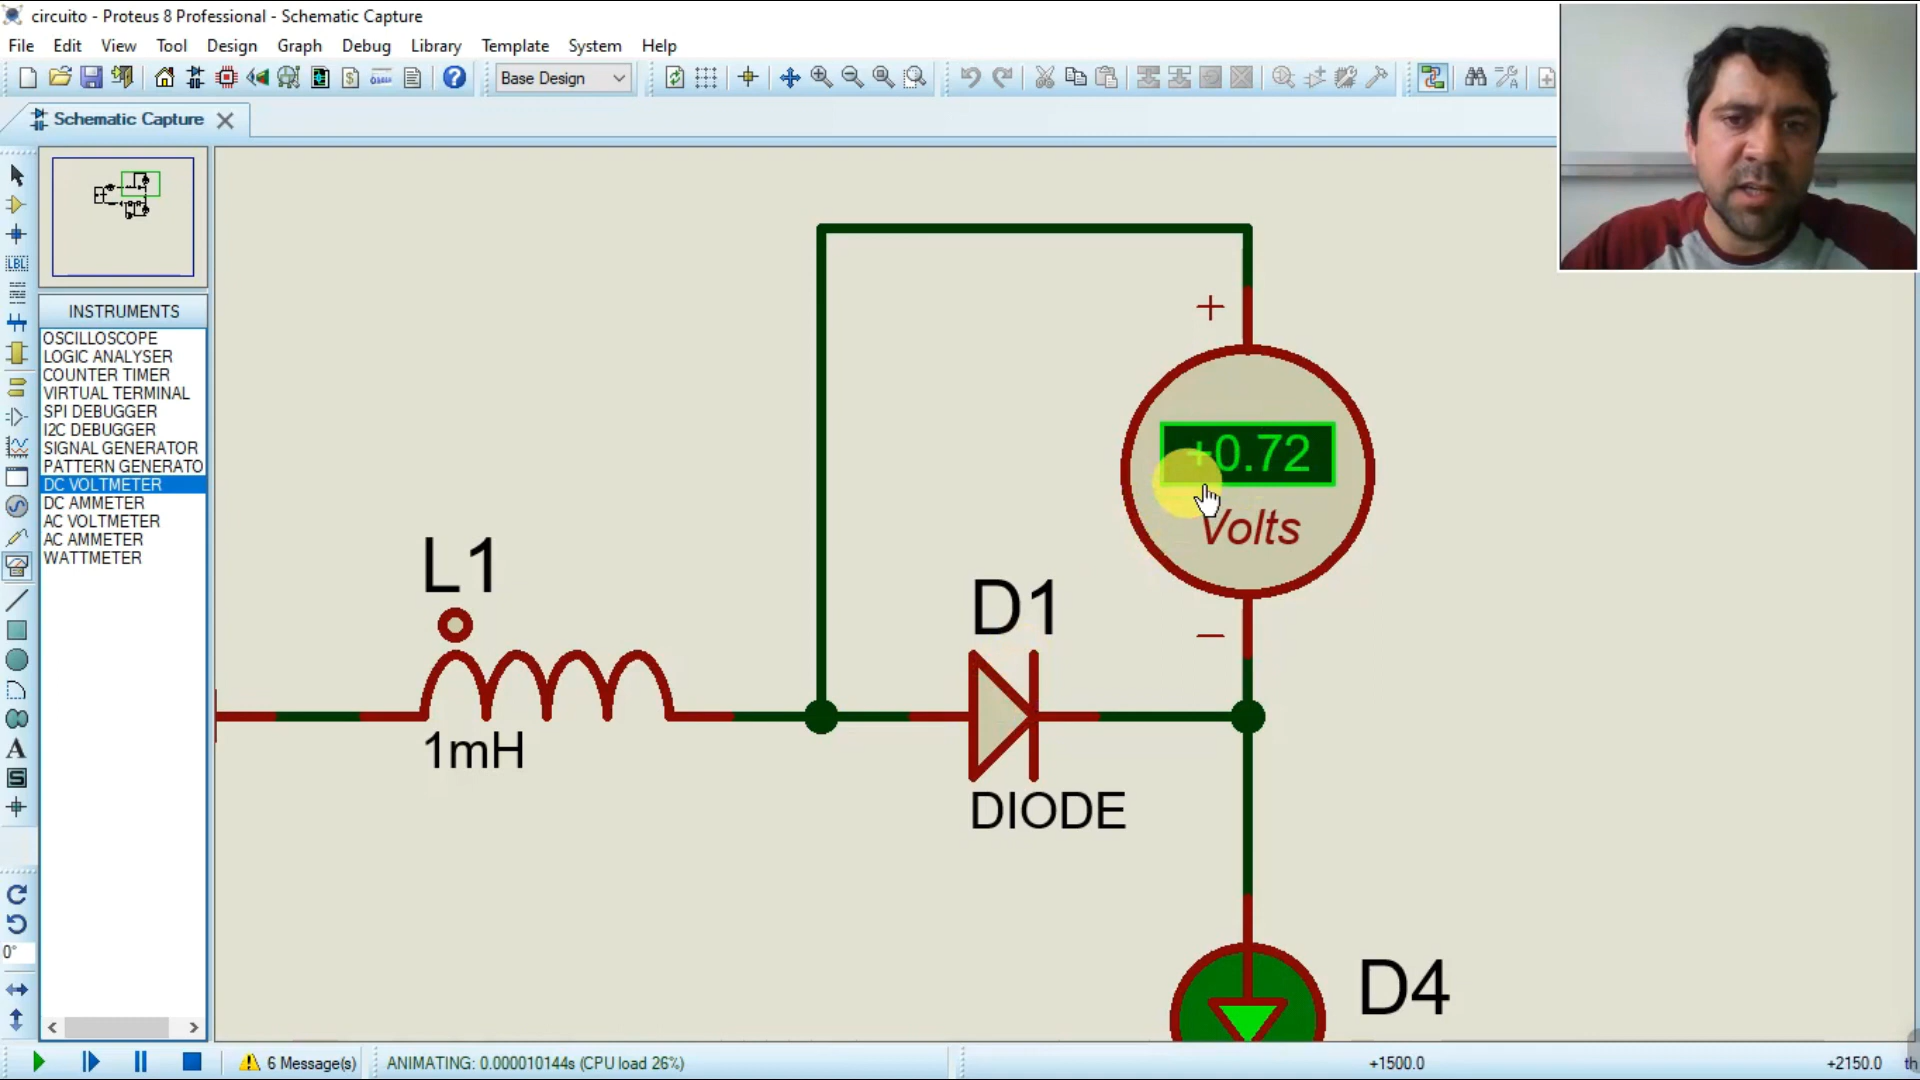 circuito - Proteus 8 Professional - Schematic Capture
File Edit View Tool Design Graph Debug Library Template System Help
Base Design
Schematic Capture
INSTRUMENTS
OSCILLOSCOPE
LOGIC ANALYSER
COUNTER TIMER
VIRTUAL TERMINAL
SPI DEBUGGER
I2C DEBUGGER
SIGNAL GENERATOR
PATTERN GENERATO
DC VOLTMETER
DC AMMETER
AC VOLTMETER
AC AMMETER
WATTMETER
LBL
A
S
0°
+
+0.72
Volts
−
L1
1mH
D1
DIODE
D4
6 Message(s)
ANIMATING: 0.000010144s (CPU load 26%)
+1500.0
+2150.0
th